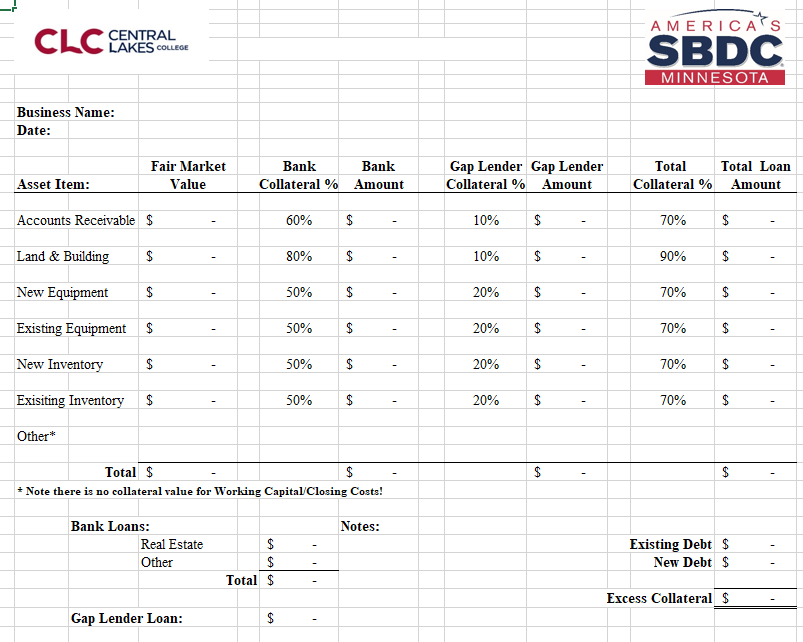 CLC CENTRAL LAKES COLLEGE
AMERICA'S
SBDC
MINNESOTA
Business Name:
Date:
Fair Market Bank Bank Gap Lender Gap Lender Total Total Loan
Asset Item: Value Collateral % Amount Collateral % Amount Collateral % Amount
Accounts Receivable $ - 60% $ - 10% $ - 70% $ -
Land & Building $ - 80% $ - 10% $ - 90% $ -
New Equipment $ - 50% $ - 20% $ - 70% $ -
Existing Equipment $ - 50% $ - 20% $ - 70% $ -
New Inventory $ - 50% $ - 20% $ - 70% $ -
Exisiting Inventory $ - 50% $ - 20% $ - 70% $ -
Other*
Total $ - $ - $ - $ -
* Note there is no collateral value for Working Capital/Closing Costs!
Bank Loans: Notes:
Real Estate $ - Existing Debt $ -
Other $ - New Debt $ -
Total $ -
Excess Collateral $ -
Gap Lender Loan: $ -